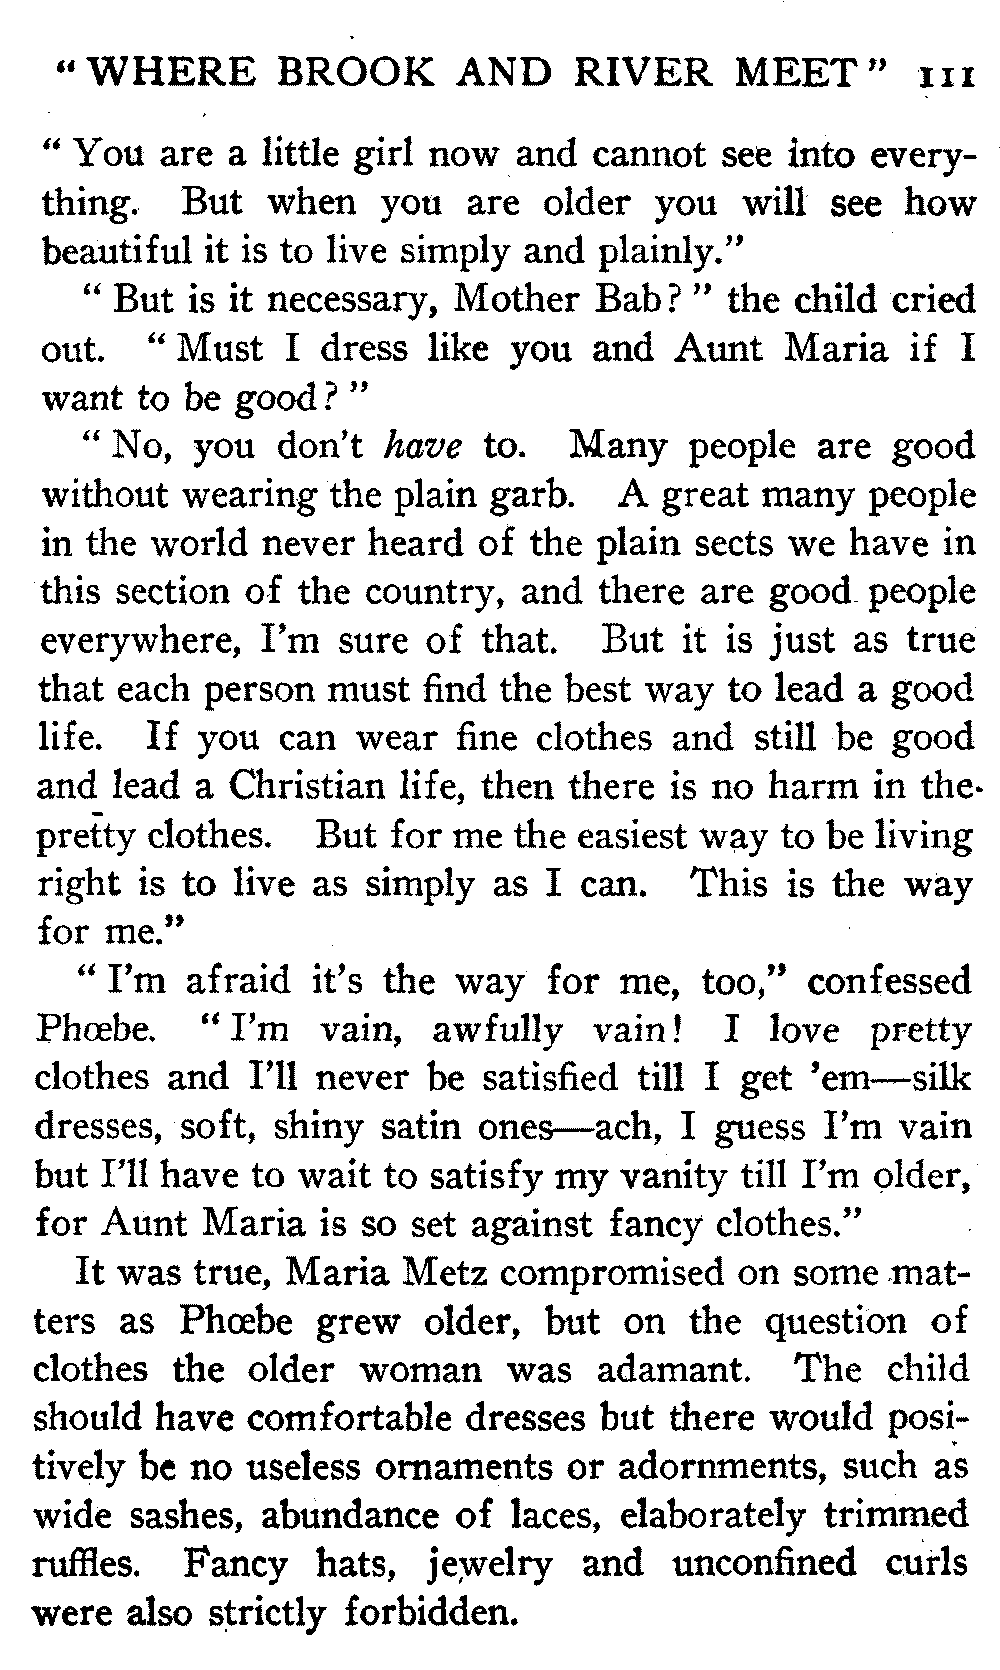 "WHERE BROOK AND RIVER MEET" 111
"You are a little girl now and cannot see into every-
thing. But when you are older you will see how
beautiful it is to live simply and plainly."
"But is it necessary, Mother Bab?" the child cried
out. "Must I dress like you and Aunt Maria if I
want to be good?"
"No, you don't have to. Many people are good
without wearing the plain garb. A great many people
in the world never heard of the plain sects we have in
this section of the country, and there are good people
everywhere, I'm sure of that. But it is just as true
that each person must find the best way to lead a good
life. If you can wear fine clothes and still be good
and lead a Christian life, then there is no harm in the
pretty clothes. But for me the easiest way to be living
right is to live as simply as I can. This is the way
for me."
"I'm afraid it's the way for me, too," confessed
Phœbe. "I'm vain, awfully vain! I love pretty
clothes and I'll never be satisfied till I get 'em—silk
dresses, soft, shiny satin ones—ach, I guess I'm vain
but I'll have to wait to satisfy my vanity till I'm older,
for Aunt Maria is so set against fancy clothes."
It was true, Maria Metz compromised on some mat-
ters as Phœbe grew older, but on the question of
clothes the older woman was adamant. The child
should have comfortable dresses but there would posi-
tively be no useless ornaments or adornments, such as
wide sashes, abundance of laces, elaborately trimmed
ruffles. Fancy hats, jewelry and unconfined curls
were also strictly forbidden.